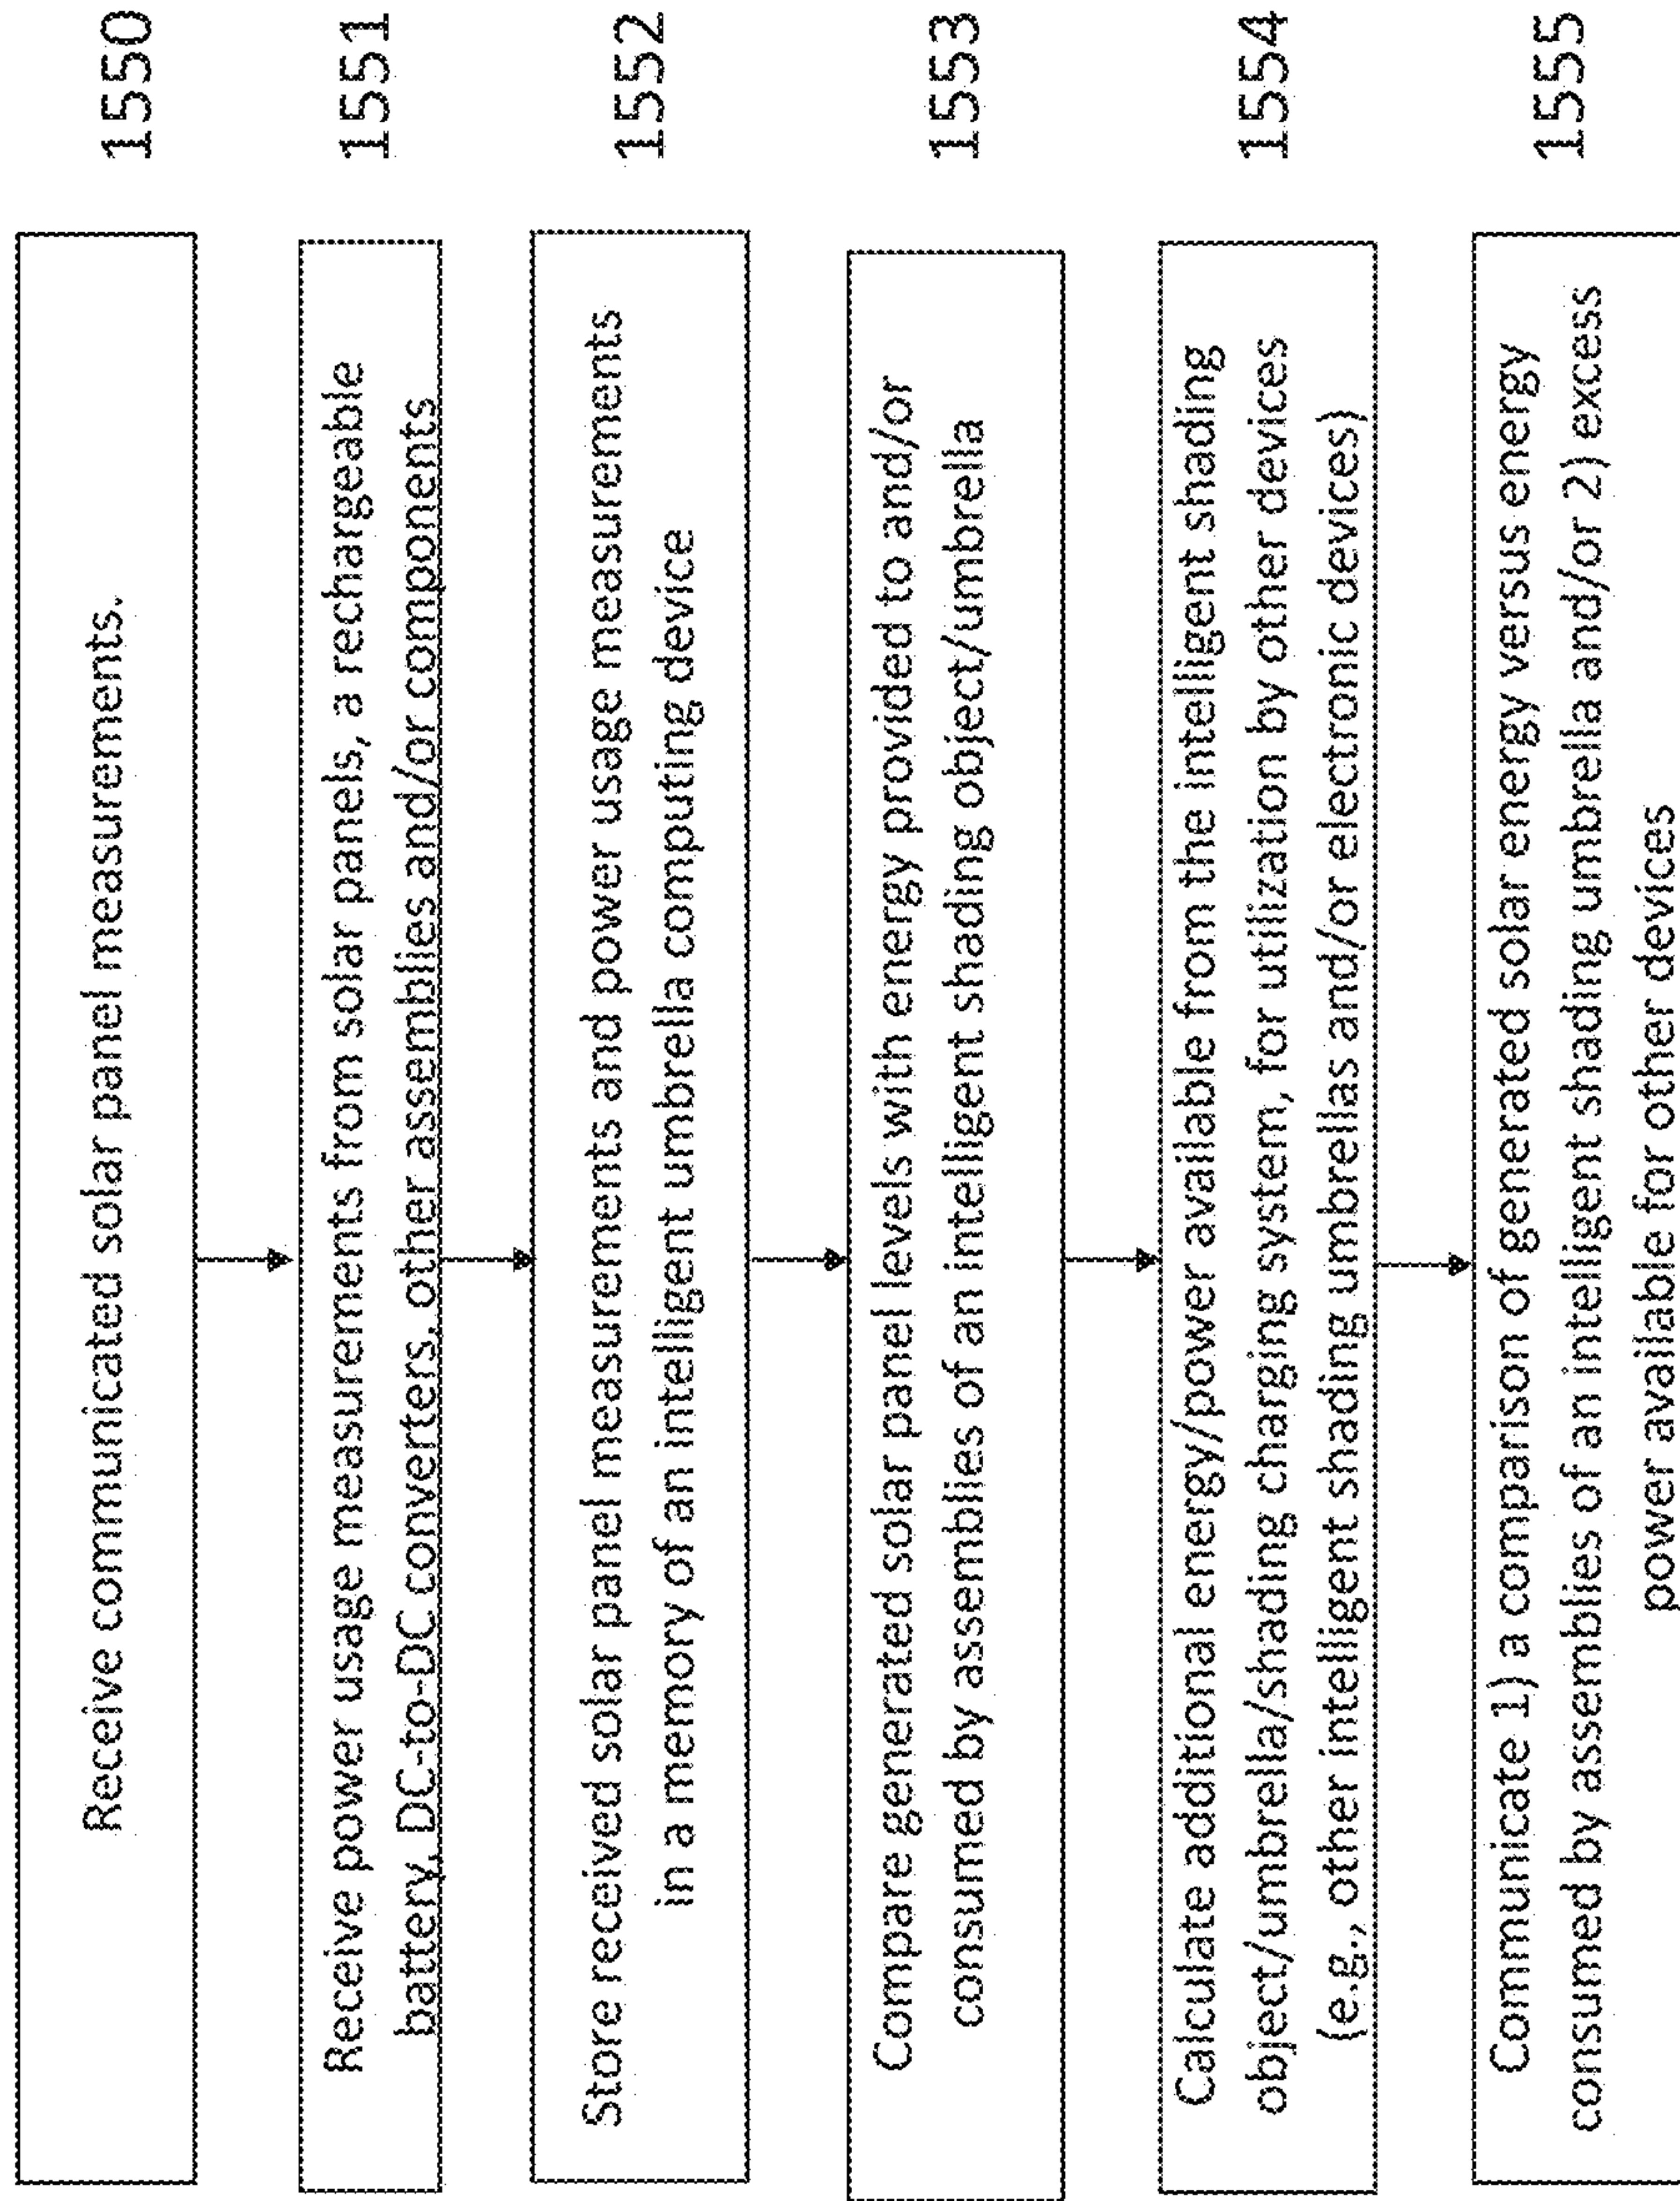 Receive communicated solar panel measurements.
1550
Receive power usage measurements from solar panels, a rechargeable
battery, DC-to-DC converters, other assemblies and/or components
1551
Store received solar panel measurements and power usage measurements
in a memory of an intelligent umbrella computing device
1552
Compare generated solar panel levels with energy provided to and/or
consumed by assemblies of an intelligent shading object/umbrella
1553
Calculate additional energy/power available from the intelligent shading
object/umbrella/shading charging system, for utilization by other devices
(e.g., other intelligent shading umbrellas and/or electronic devices)
1554
Communicate 1) a comparison of generated solar energy versus energy
consumed by assemblies of an intelligent shading umbrella and/or 2) excess
power available for other devices
1555